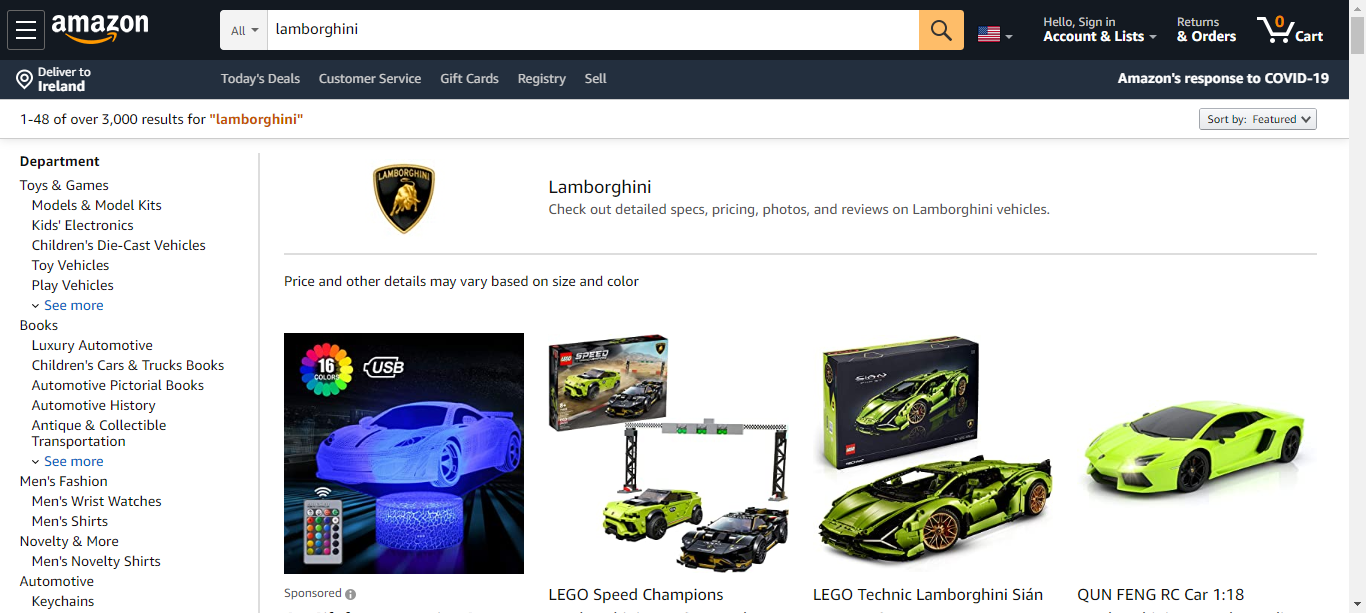 amazon
All
lamborghini
Hello, Sign in
Account & Lists
Returns
& Orders
0
Cart
Deliver to
Ireland
Today's Deals
Customer Service
Gift Cards
Registry
Sell
Amazon's response to COVID-19
1-48 of over 3,000 results for "lamborghini"
Sort by: Featured
Department
Toys & Games
Models & Model Kits
Kids' Electronics
Children's Die-Cast Vehicles
Toy Vehicles
Play Vehicles
See more
Books
Luxury Automotive
Children's Cars & Trucks Books
Automotive Pictorial Books
Automotive History
Antique & Collectible
Transportation
See more
Men's Fashion
Men's Wrist Watches
Men's Shirts
Novelty & More
Men's Novelty Shirts
Automotive
Keychains
LAMBORGHINI
Lamborghini
Check out detailed specs, pricing, photos, and reviews on Lamborghini vehicles.
Price and other details may vary based on size and color
16
COLORS
USB
LEGO
SPEED
LEGO
SIÁN
Sponsored
LEGO Speed Champions
LEGO Technic Lamborghini Sián
QUN FENG RC Car 1:18